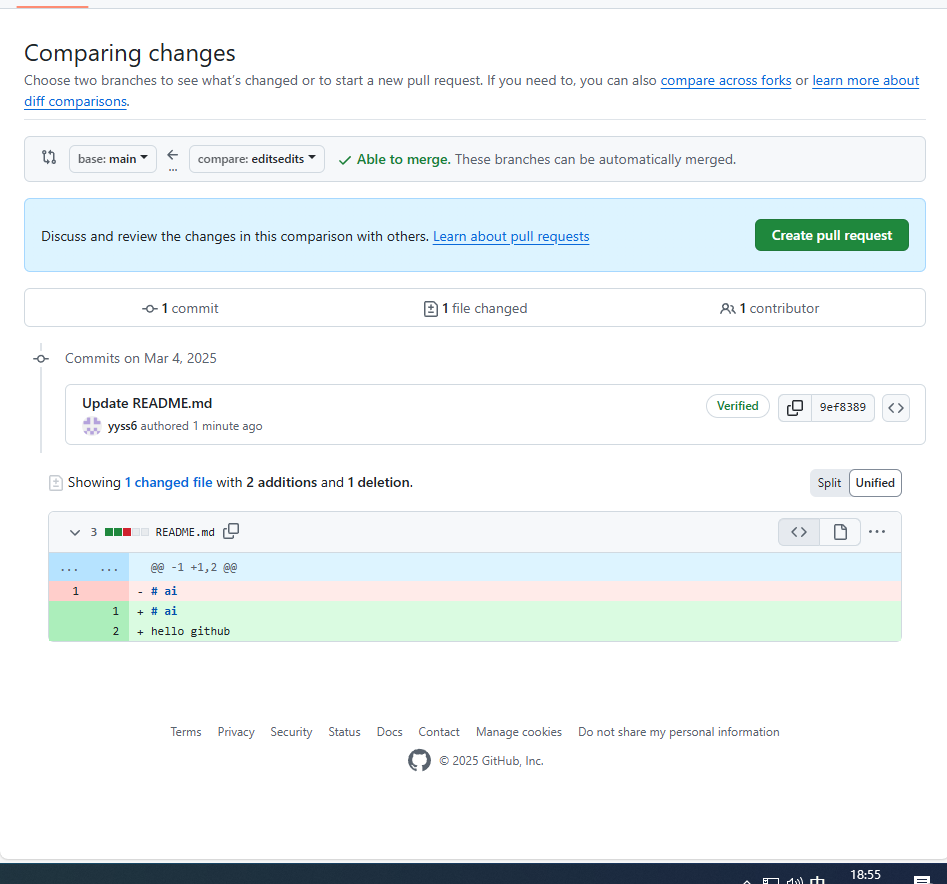 Comparing changes
Choose two branches to see what's changed or to start a new pull request. If you need to, you can also compare across forks or learn more about
diff comparisons.
base: main ... compare: editsedits Able to merge. These branches can be automatically merged.
Discuss and review the changes in this comparison with others. Learn about pull requests Create pull request
1 commit 1 file changed 1 contributor
Commits on Mar 4, 2025
Update README.md Verified 9ef8389
yyss6 authored 1 minute ago
Showing 1 changed file with 2 additions and 1 deletion. Split Unified
3 README.md
... ... @@ -1 +1,2 @@
1 - # ai
1 + # ai
2 + hello github
Terms Privacy Security Status Docs Contact Manage cookies Do not share my personal information
© 2025 GitHub, Inc.
中 18:55